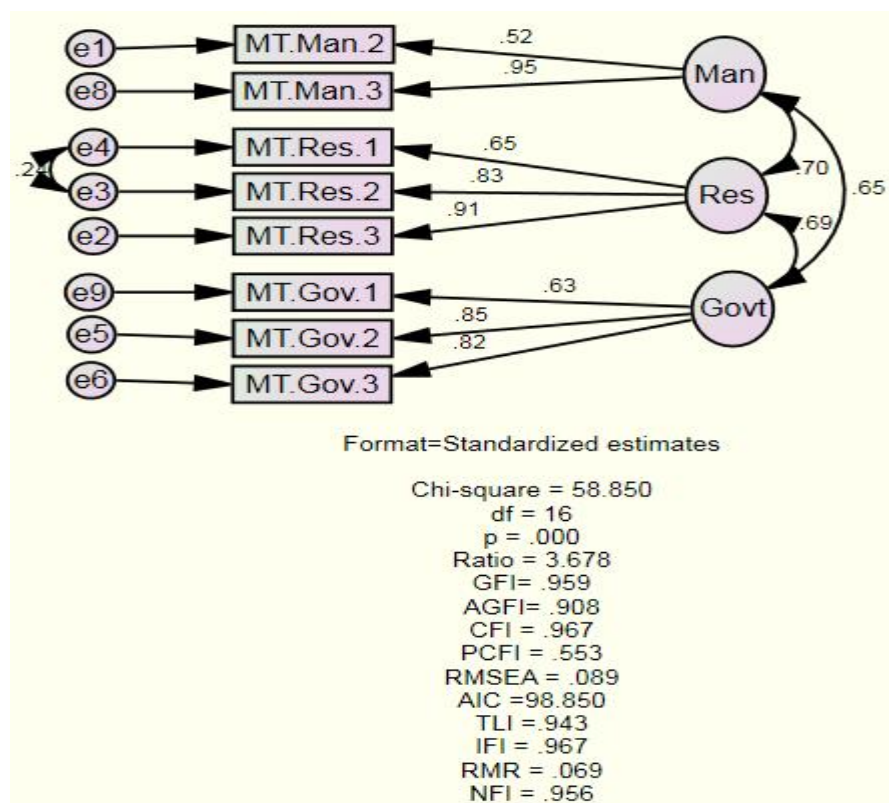 e1 MT.Man.2 .52
e8 MT.Man.3 .95 Man
e4 MT.Res.1 .65
.24 e3 MT.Res.2 .83 Res .70 .65
e2 MT.Res.3 .91 .69
e9 MT.Gov.1 .63
e5 MT.Gov.2 .85 Govt
e6 MT.Gov.3 .82
Format=Standardized estimates
Chi-square = 58.850
df = 16
p = .000
Ratio = 3.678
GFI= .959
AGFI= .908
CFI = .967
PCFI = .553
RMSEA = .089
AIC =98.850
TLI =.943
IFI = .967
RMR = .069
NFI = .956